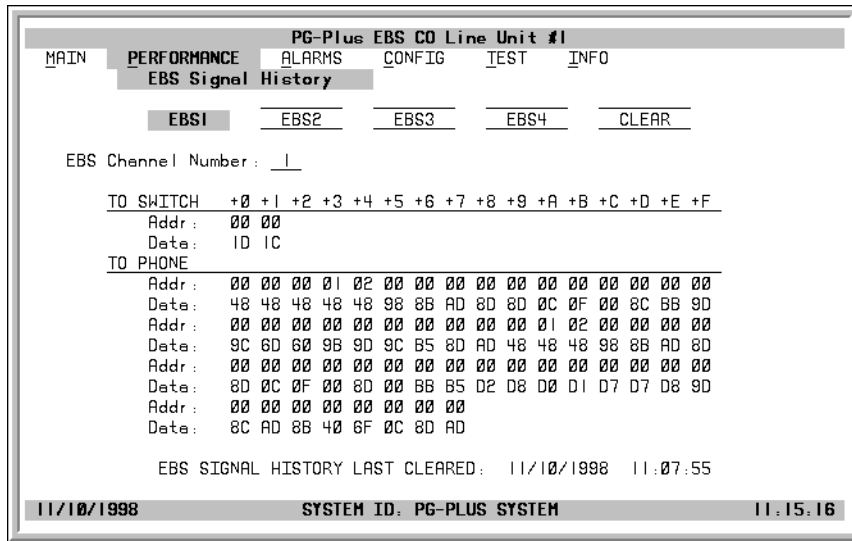 PG-Plus EBS CO Line Unit #1
MAIN PERFORMANCE ALARMS CONFIG TEST INFO
EBS Signal History
EBS1 EBS2 EBS3 EBS4 CLEAR
EBS Channel Number: 1
TO SWITCH +0 +1 +2 +3 +4 +5 +6 +7 +8 +9 +A +B +C +D +E +F
Addr: 00 00
Data: 1D 1C
TO PHONE
Addr: 00 00 00 01 02 00 00 00 00 00 00 00 00 00 00 00
Data: 48 48 48 48 48 98 8B AD 8D 8D 0C 0F 00 8C BB 9D
Addr: 00 00 00 00 00 00 00 00 00 00 01 02 00 00 00 00
Data: 9C 6D 60 9B 9D 9C B5 8D AD 48 48 48 98 8B AD 8D
Addr: 00 00 00 00 00 00 00 00 00 00 00 00 00 00 00 00
Data: 8D 0C 0F 00 8D 00 BB B5 D2 D8 D0 D1 D7 D7 D8 9D
Addr: 00 00 00 00 00 00 00 00
Data: 8C AD 8B 40 6F 0C 8D AD
EBS SIGNAL HISTORY LAST CLEARED: 11/10/1998 11:07:55
11/10/1998 SYSTEM ID: PG-PLUS SYSTEM 11:15:16